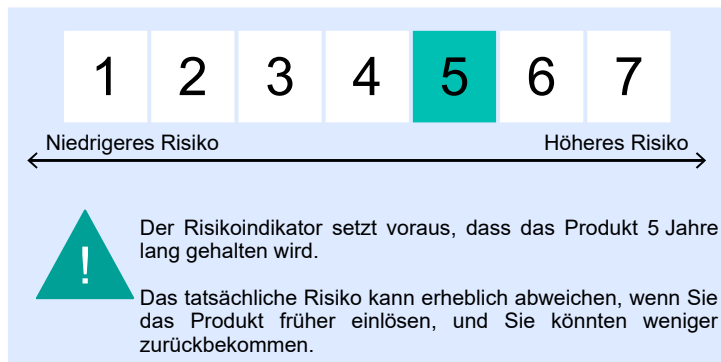 1 2 3 4 5 6 7
Niedrigeres Risiko Höheres Risiko
! Der Risikoindikator setzt voraus, dass das Produkt 5 Jahre
lang gehalten wird.
Das tatsächliche Risiko kann erheblich abweichen, wenn Sie
das Produkt früher einlösen, und Sie könnten weniger
zurückbekommen.